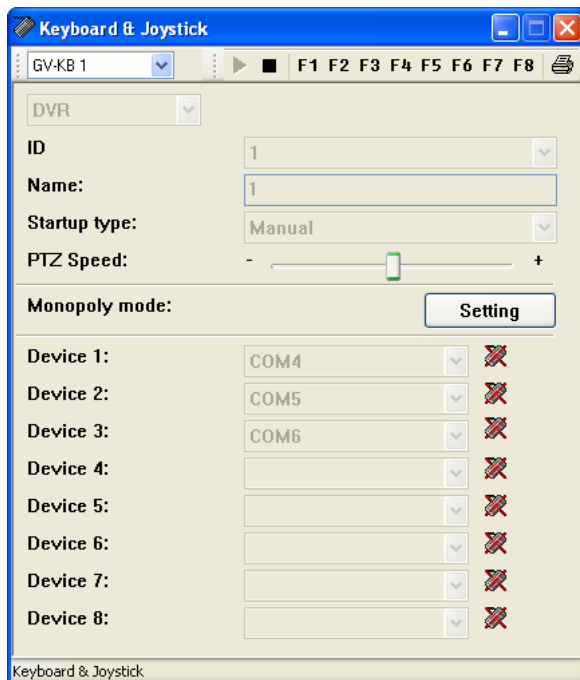 Keyboard & Joystick
GV-KB 1 F1 F2 F3 F4 F5 F6 F7 F8
DVR
ID 1
Name: 1
Startup type: Manual
PTZ Speed: - +
Monopoly mode: Setting
Device 1: COM4
Device 2: COM5
Device 3: COM6
Device 4:
Device 5:
Device 6:
Device 7:
Device 8:
Keyboard & Joystick